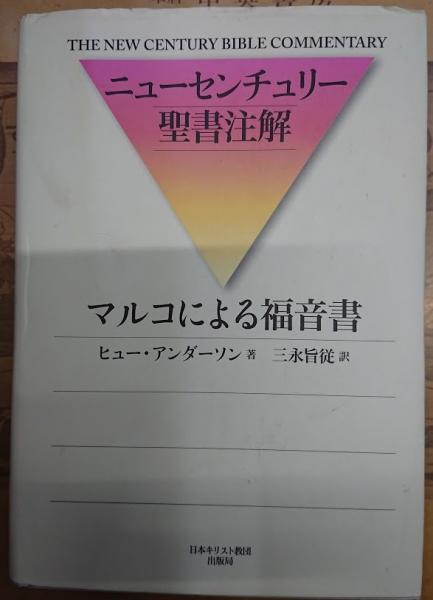 THE NEW CENTURY BIBLE COMMENTARY
ニューセンチュリー
聖書注解
マルコによる福音書
ヒュー・アンダーソン 著 三永旨従 訳
日本キリスト教団
出版局